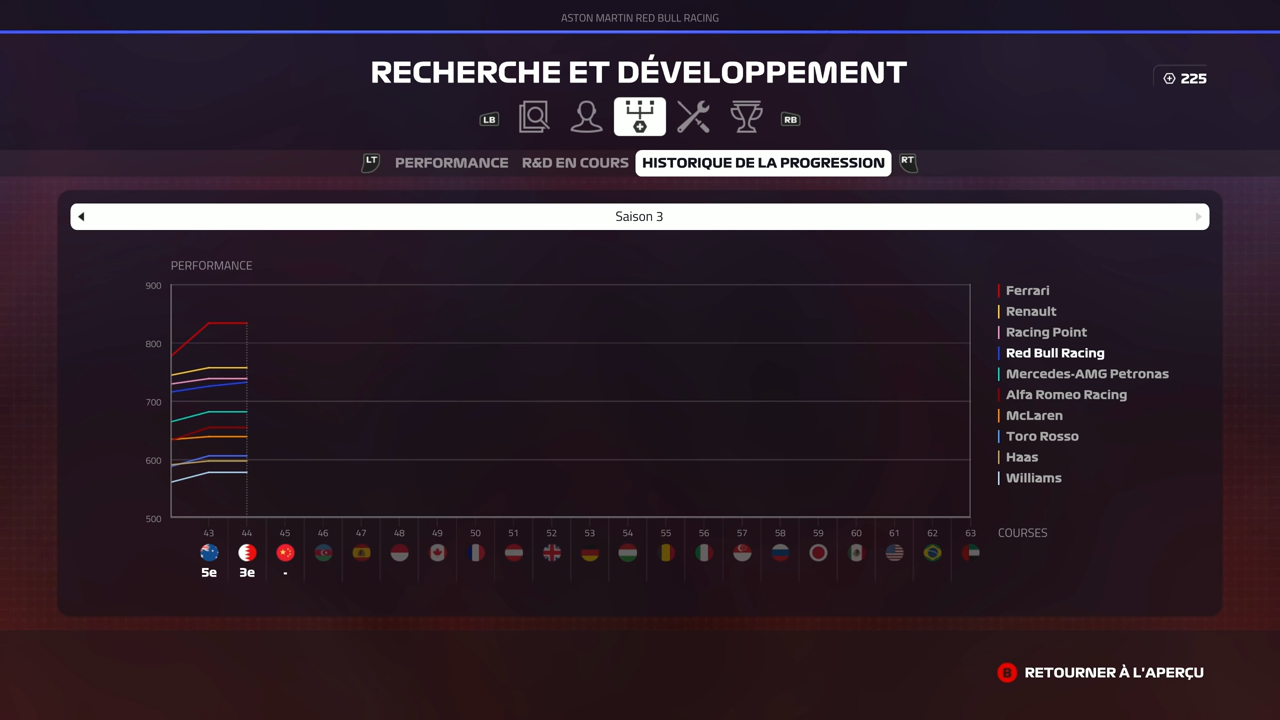 ASTON MARTIN RED BULL RACING
RECHERCHE ET DÉVELOPPEMENT
225
LB
RB
LT PERFORMANCE R&D EN COURS HISTORIQUE DE LA PROGRESSION RT
Saison 3
PERFORMANCE
900
800
700
600
500
Ferrari
Renault
Racing Point
Red Bull Racing
Mercedes-AMG Petronas
Alfa Romeo Racing
McLaren
Toro Rosso
Haas
Williams
43 44 45 46 47 48 49 50 51 52 53 54 55 56 57 58 59 60 61 62 63 COURSES
5e 3e -
B RETOURNER À L'APERÇU